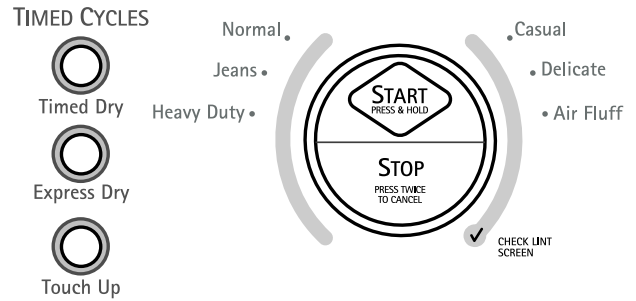 TIMED CYCLES
Timed Dry
Express Dry
Touch Up
Normal
Jeans
Heavy Duty
START
PRESS & HOLD
STOP
PRESS TWICE
TO CANCEL
Casual
Delicate
Air Fluff
CHECK LINT
SCREEN